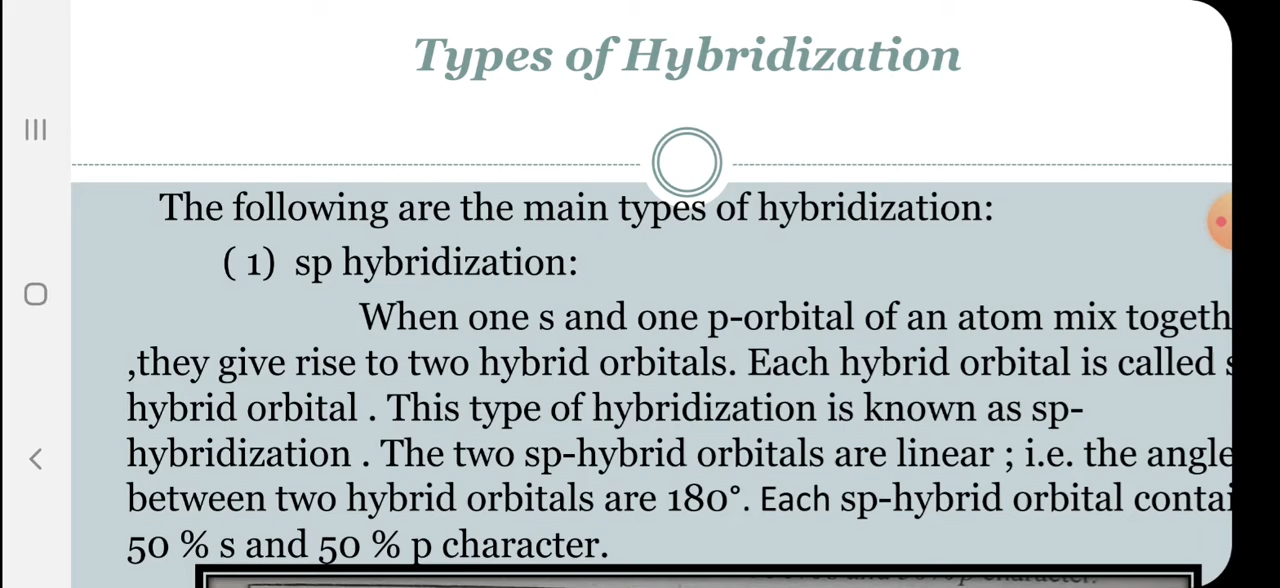 Types of Hybridization
The following are the main types of hybridization:
( 1) sp hybridization:
When one s and one p-orbital of an atom mix togeth
,they give rise to two hybrid orbitals. Each hybrid orbital is called s
hybrid orbital . This type of hybridization is known as sp-
hybridization . The two sp-hybrid orbitals are linear ; i.e. the angle
between two hybrid orbitals are 180°. Each sp-hybrid orbital contai
50 % s and 50 % p character.
character.